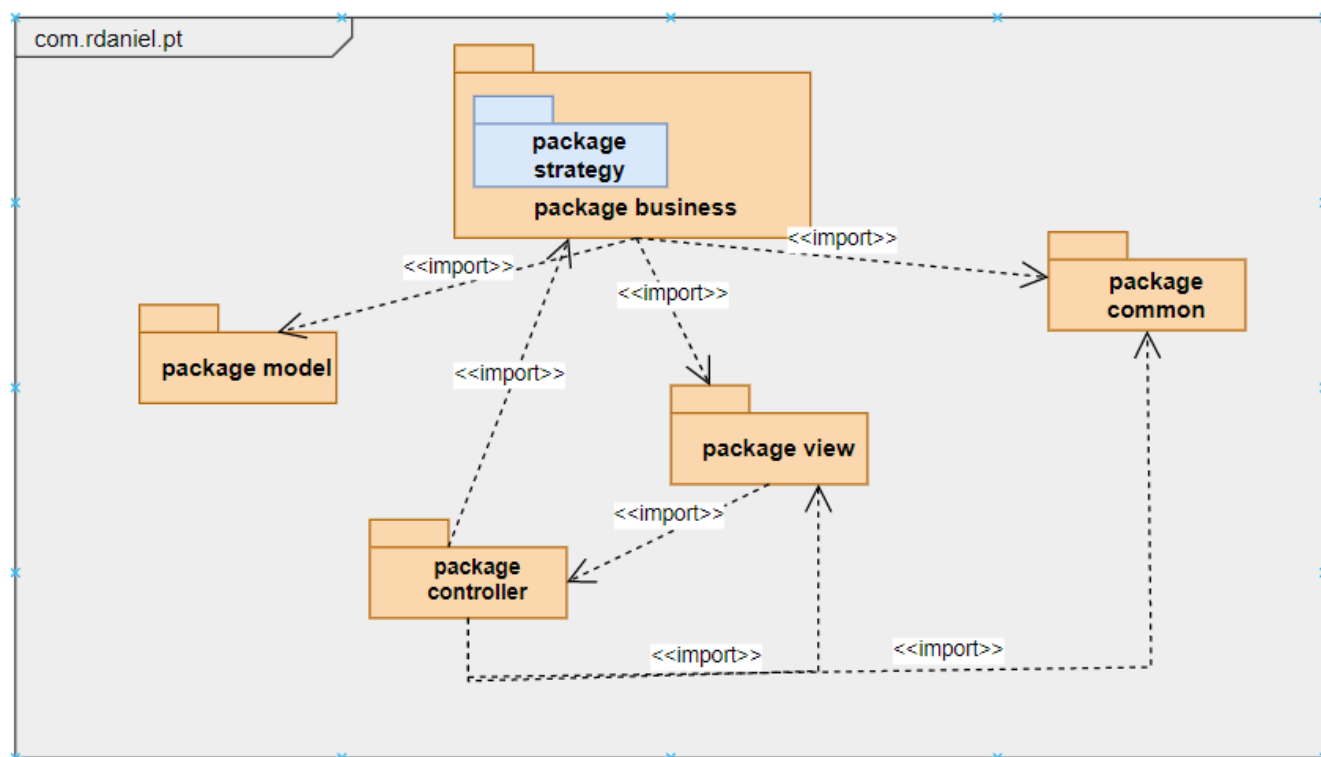 com.rdaniel.pt
package
strategy
package business
<<import>>
<<import>>
<<import>>
package
common
package model
<<import>>
package view
<<import>>
package
controller
<<import>>
<<import>>